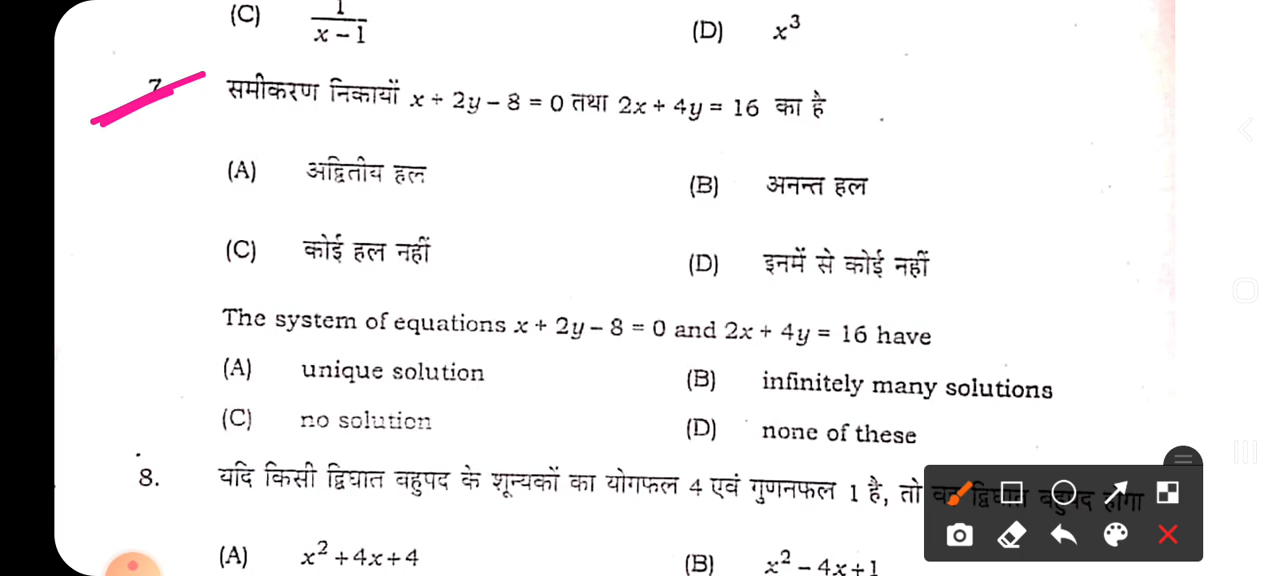 (C) 1/(x – 1) (D) x³
7. समीकरण निकायों x + 2y – 8 = 0 तथा 2x + 4y = 16 का है
(A) अद्वितीय हल (B) अनन्त हल
(C) कोई हल नहीं (D) इनमें से कोई नहीं
The system of equations x + 2y – 8 = 0 and 2x + 4y = 16 have
(A) unique solution (B) infinitely many solutions
(C) no solution (D) none of these
8. यदि किसी द्विघात बहुपद के शून्यकों का योगफल 4 एवं गुणनफल 1 है, तो वह द्विघात बहुपद होगा
(A) x² + 4x + 4 (B) x² – 4x + 1